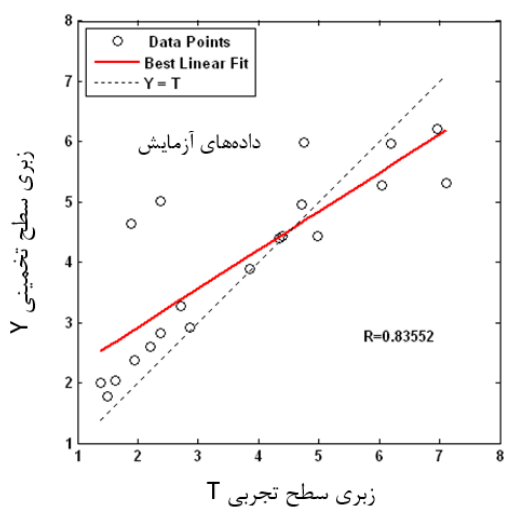 Data Points
Best Linear Fit
Y = T
داده‌های آزمایش
R=0.83552
زبری سطح تخمینی Y
8
7
6
5
4
3
2
1
1 2 3 4 5 6 7 8
زبری سطح تجربی T